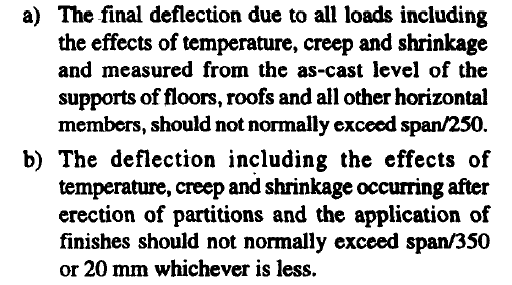 a) The final deflection due to all loads including
the effects of temperature, creep and shrinkage
and measured from the as-cast level of the
supports of floors, roofs and all other horizontal
members, should not normally exceed span/250.
b) The deflection including the effects of
temperature, creep and shrinkage occurring after
erection of partitions and the application of
finishes should not normally exceed span/350
or 20 mm whichever is less.